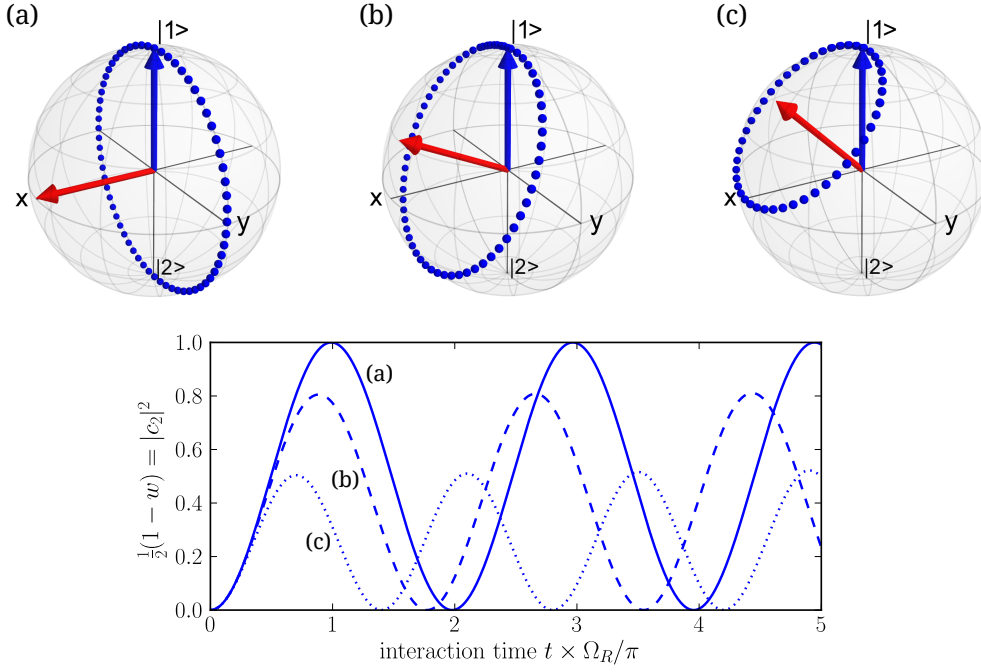 (a) (b) (c)
|1> |1> |1>
x y x y x y
|2> |2> |2>
½(1 − w) = |c₂|²
1.0
0.8
0.6
0.4
0.2
0.0
(a)
(b)
(c)
0 1 2 3 4 5
interaction time t × Ω_R/π